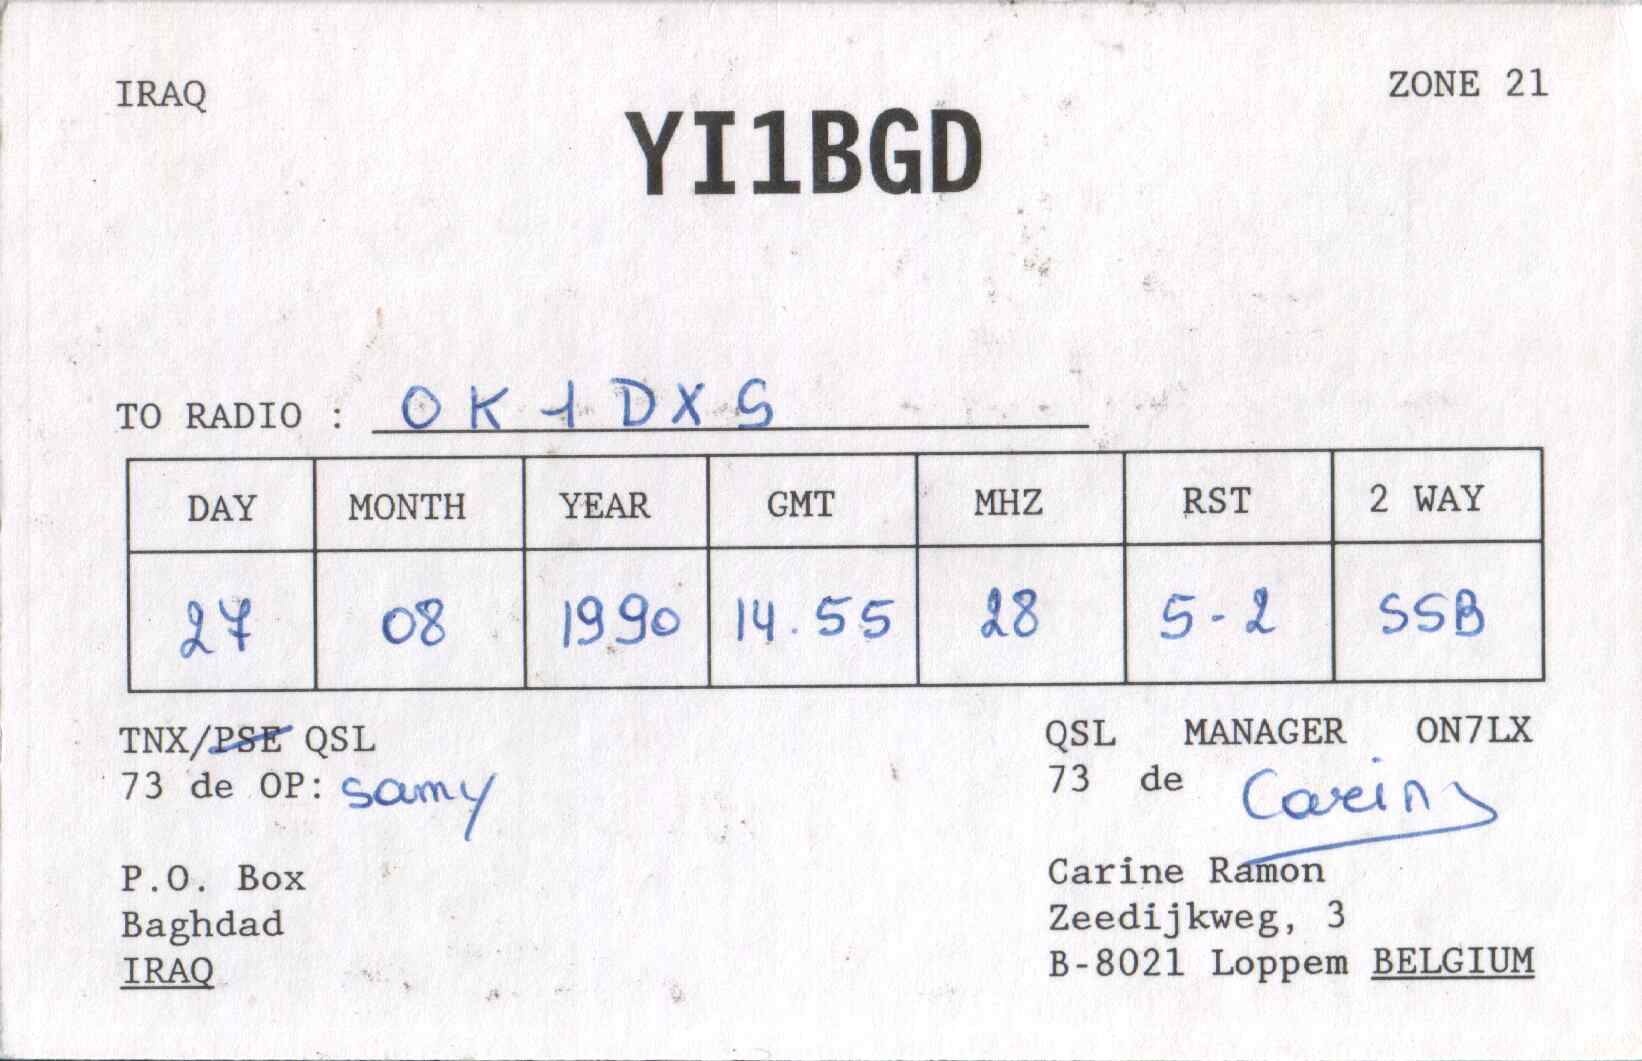 IRAQ ZONE 21
YI1BGD
TO RADIO : OK1DXS
DAY MONTH YEAR GMT MHZ RST 2 WAY
27 08 1990 14.55 28 5-2 SSB
TNX/PSE QSL
73 de OP: samy
P.O. Box
Baghdad
IRAQ
QSL MANAGER ON7LX
73 de Carine
Carine Ramon
Zeedijkweg, 3
B-8021 Loppem BELGIUM